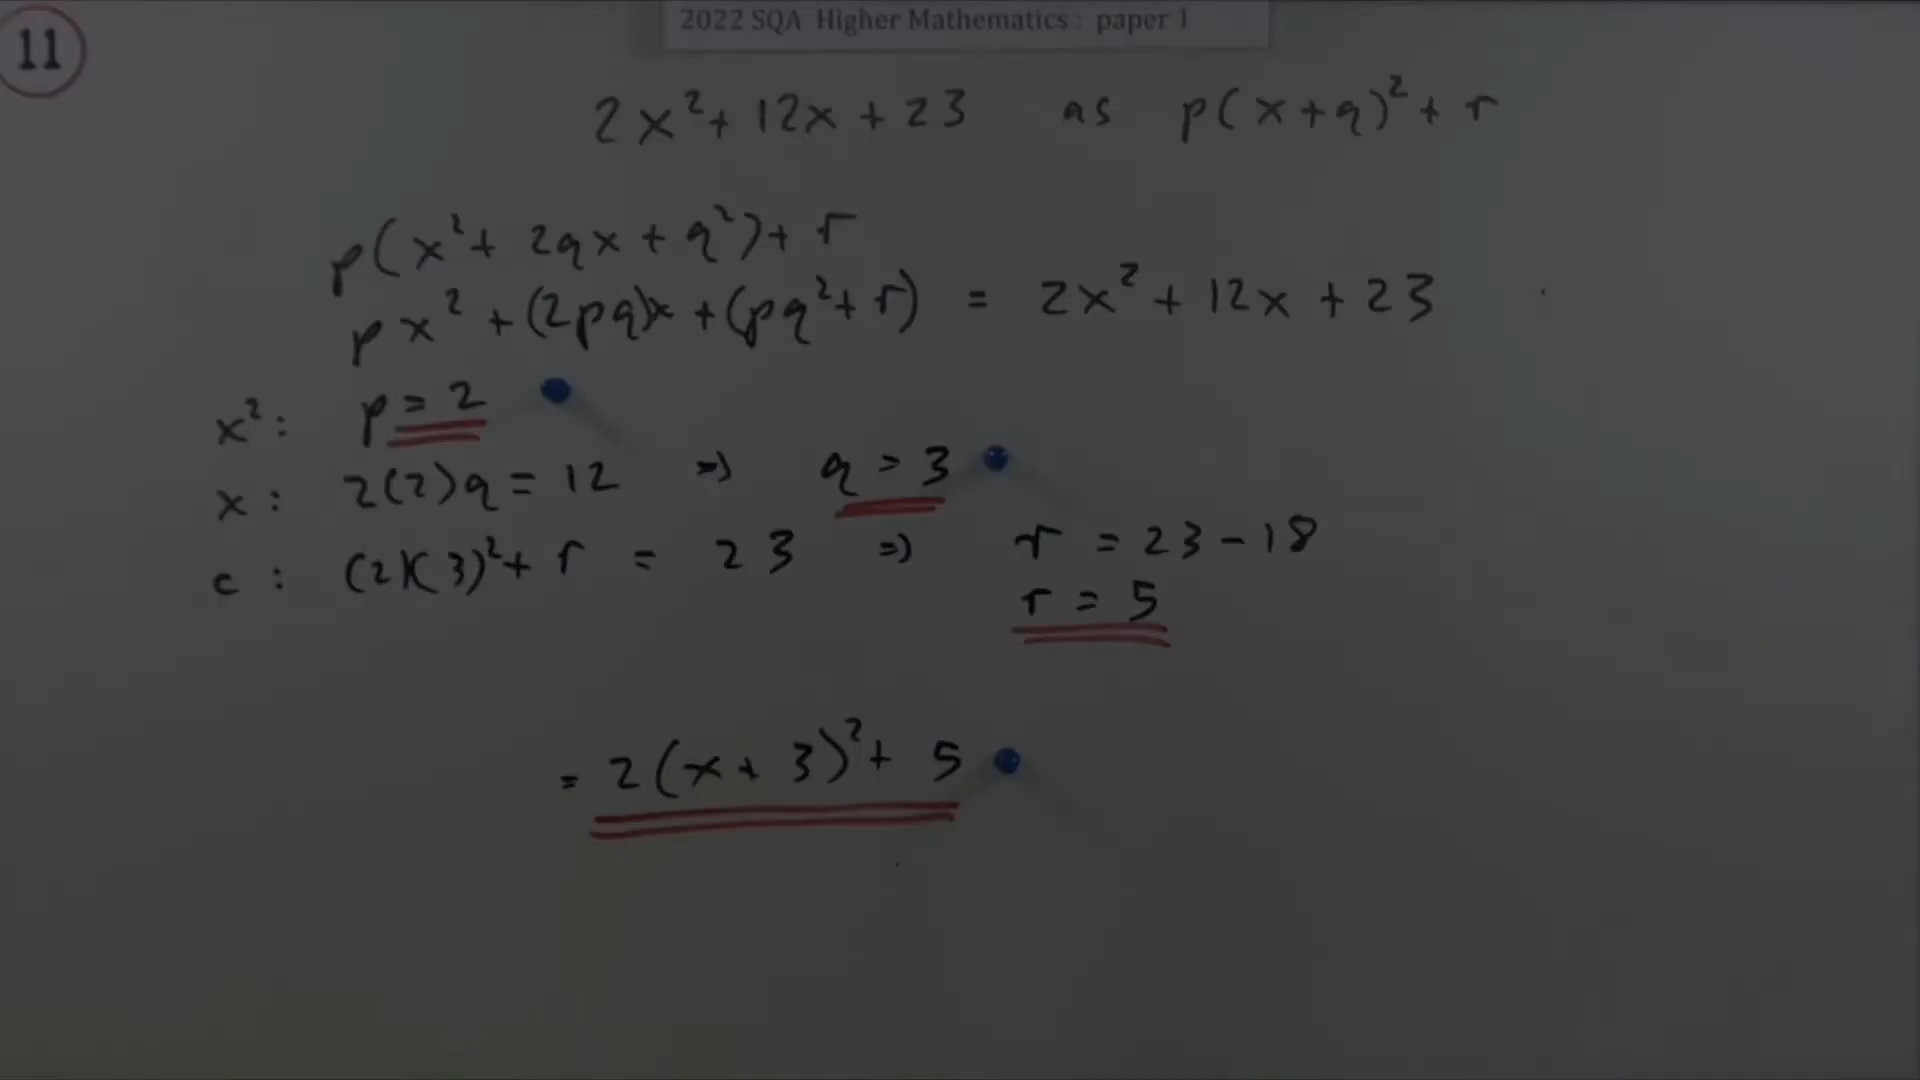 11
2022 SQA Higher Mathematics : paper 1
2x² + 12x + 23 as p(x+q)² + r
p(x² + 2qx + q²) + r
px² + (2pq)x + (pq² + r) = 2x² + 12x + 23
x² : p = 2
x : 2(2)q = 12 => q = 3
c : (2)(3)² + r = 23 => r = 23 - 18
r = 5
= 2(x + 3)² + 5